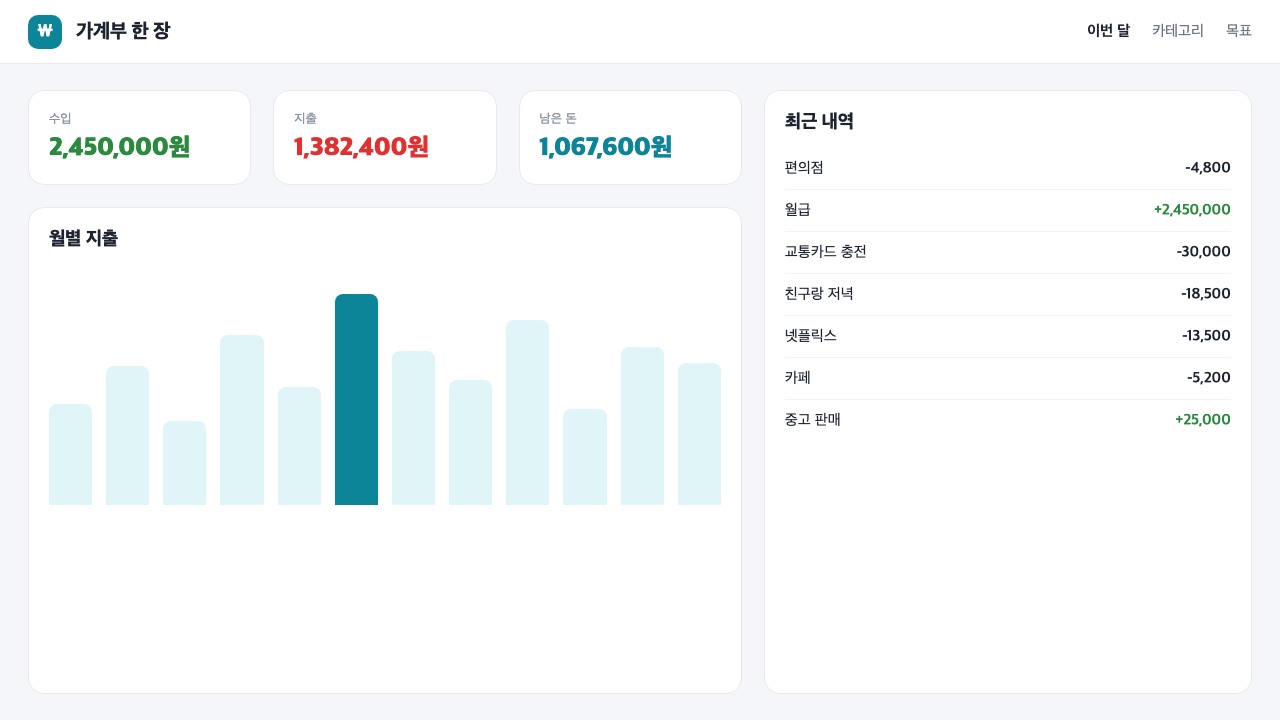 ₩ 가계부 한 장
이번 달 카테고리 목표
수입
2,450,000원
지출
1,382,400원
남은 돈
1,067,600원
월별 지출
최근 내역
편의점 -4,800
월급 +2,450,000
교통카드 충전 -30,000
친구랑 저녁 -18,500
넷플릭스 -13,500
카페 -5,200
중고 판매 +25,000